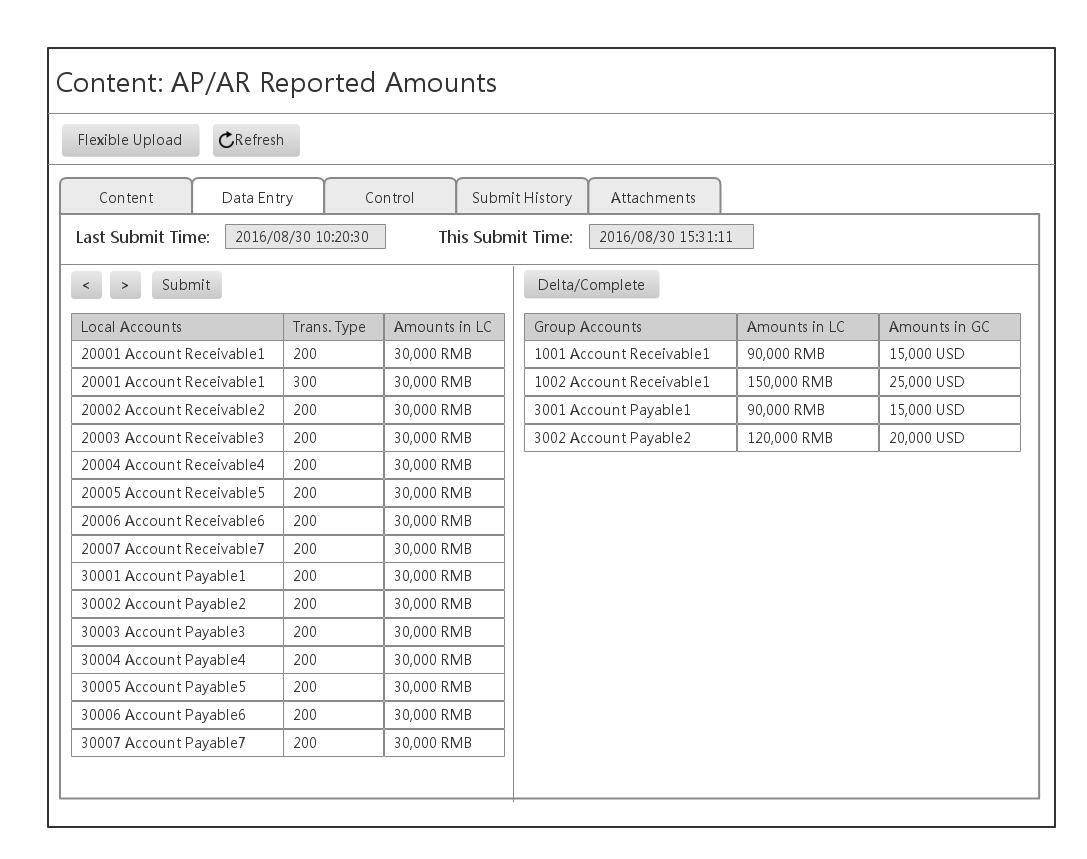 Content: AP/AR Reported Amounts
Flexible Upload Refresh
Content Data Entry Control Submit History Attachments
Last Submit Time: 2016/08/30 10:20:30 This Submit Time: 2016/08/30 15:31:11
< > Submit
Local Accounts Trans. Type Amounts in LC
20001 Account Receivable1 200 30,000 RMB
20001 Account Receivable1 300 30,000 RMB
20002 Account Receivable2 200 30,000 RMB
20003 Account Receivable3 200 30,000 RMB
20004 Account Receivable4 200 30,000 RMB
20005 Account Receivable5 200 30,000 RMB
20006 Account Receivable6 200 30,000 RMB
20007 Account Receivable7 200 30,000 RMB
30001 Account Payable1 200 30,000 RMB
30002 Account Payable2 200 30,000 RMB
30003 Account Payable3 200 30,000 RMB
30004 Account Payable4 200 30,000 RMB
30005 Account Payable5 200 30,000 RMB
30006 Account Payable6 200 30,000 RMB
30007 Account Payable7 200 30,000 RMB
Delta/Complete
Group Accounts Amounts in LC Amounts in GC
1001 Account Receivable1 90,000 RMB 15,000 USD
1002 Account Receivable1 150,000 RMB 25,000 USD
3001 Account Payable1 90,000 RMB 15,000 USD
3002 Account Payable2 120,000 RMB 20,000 USD